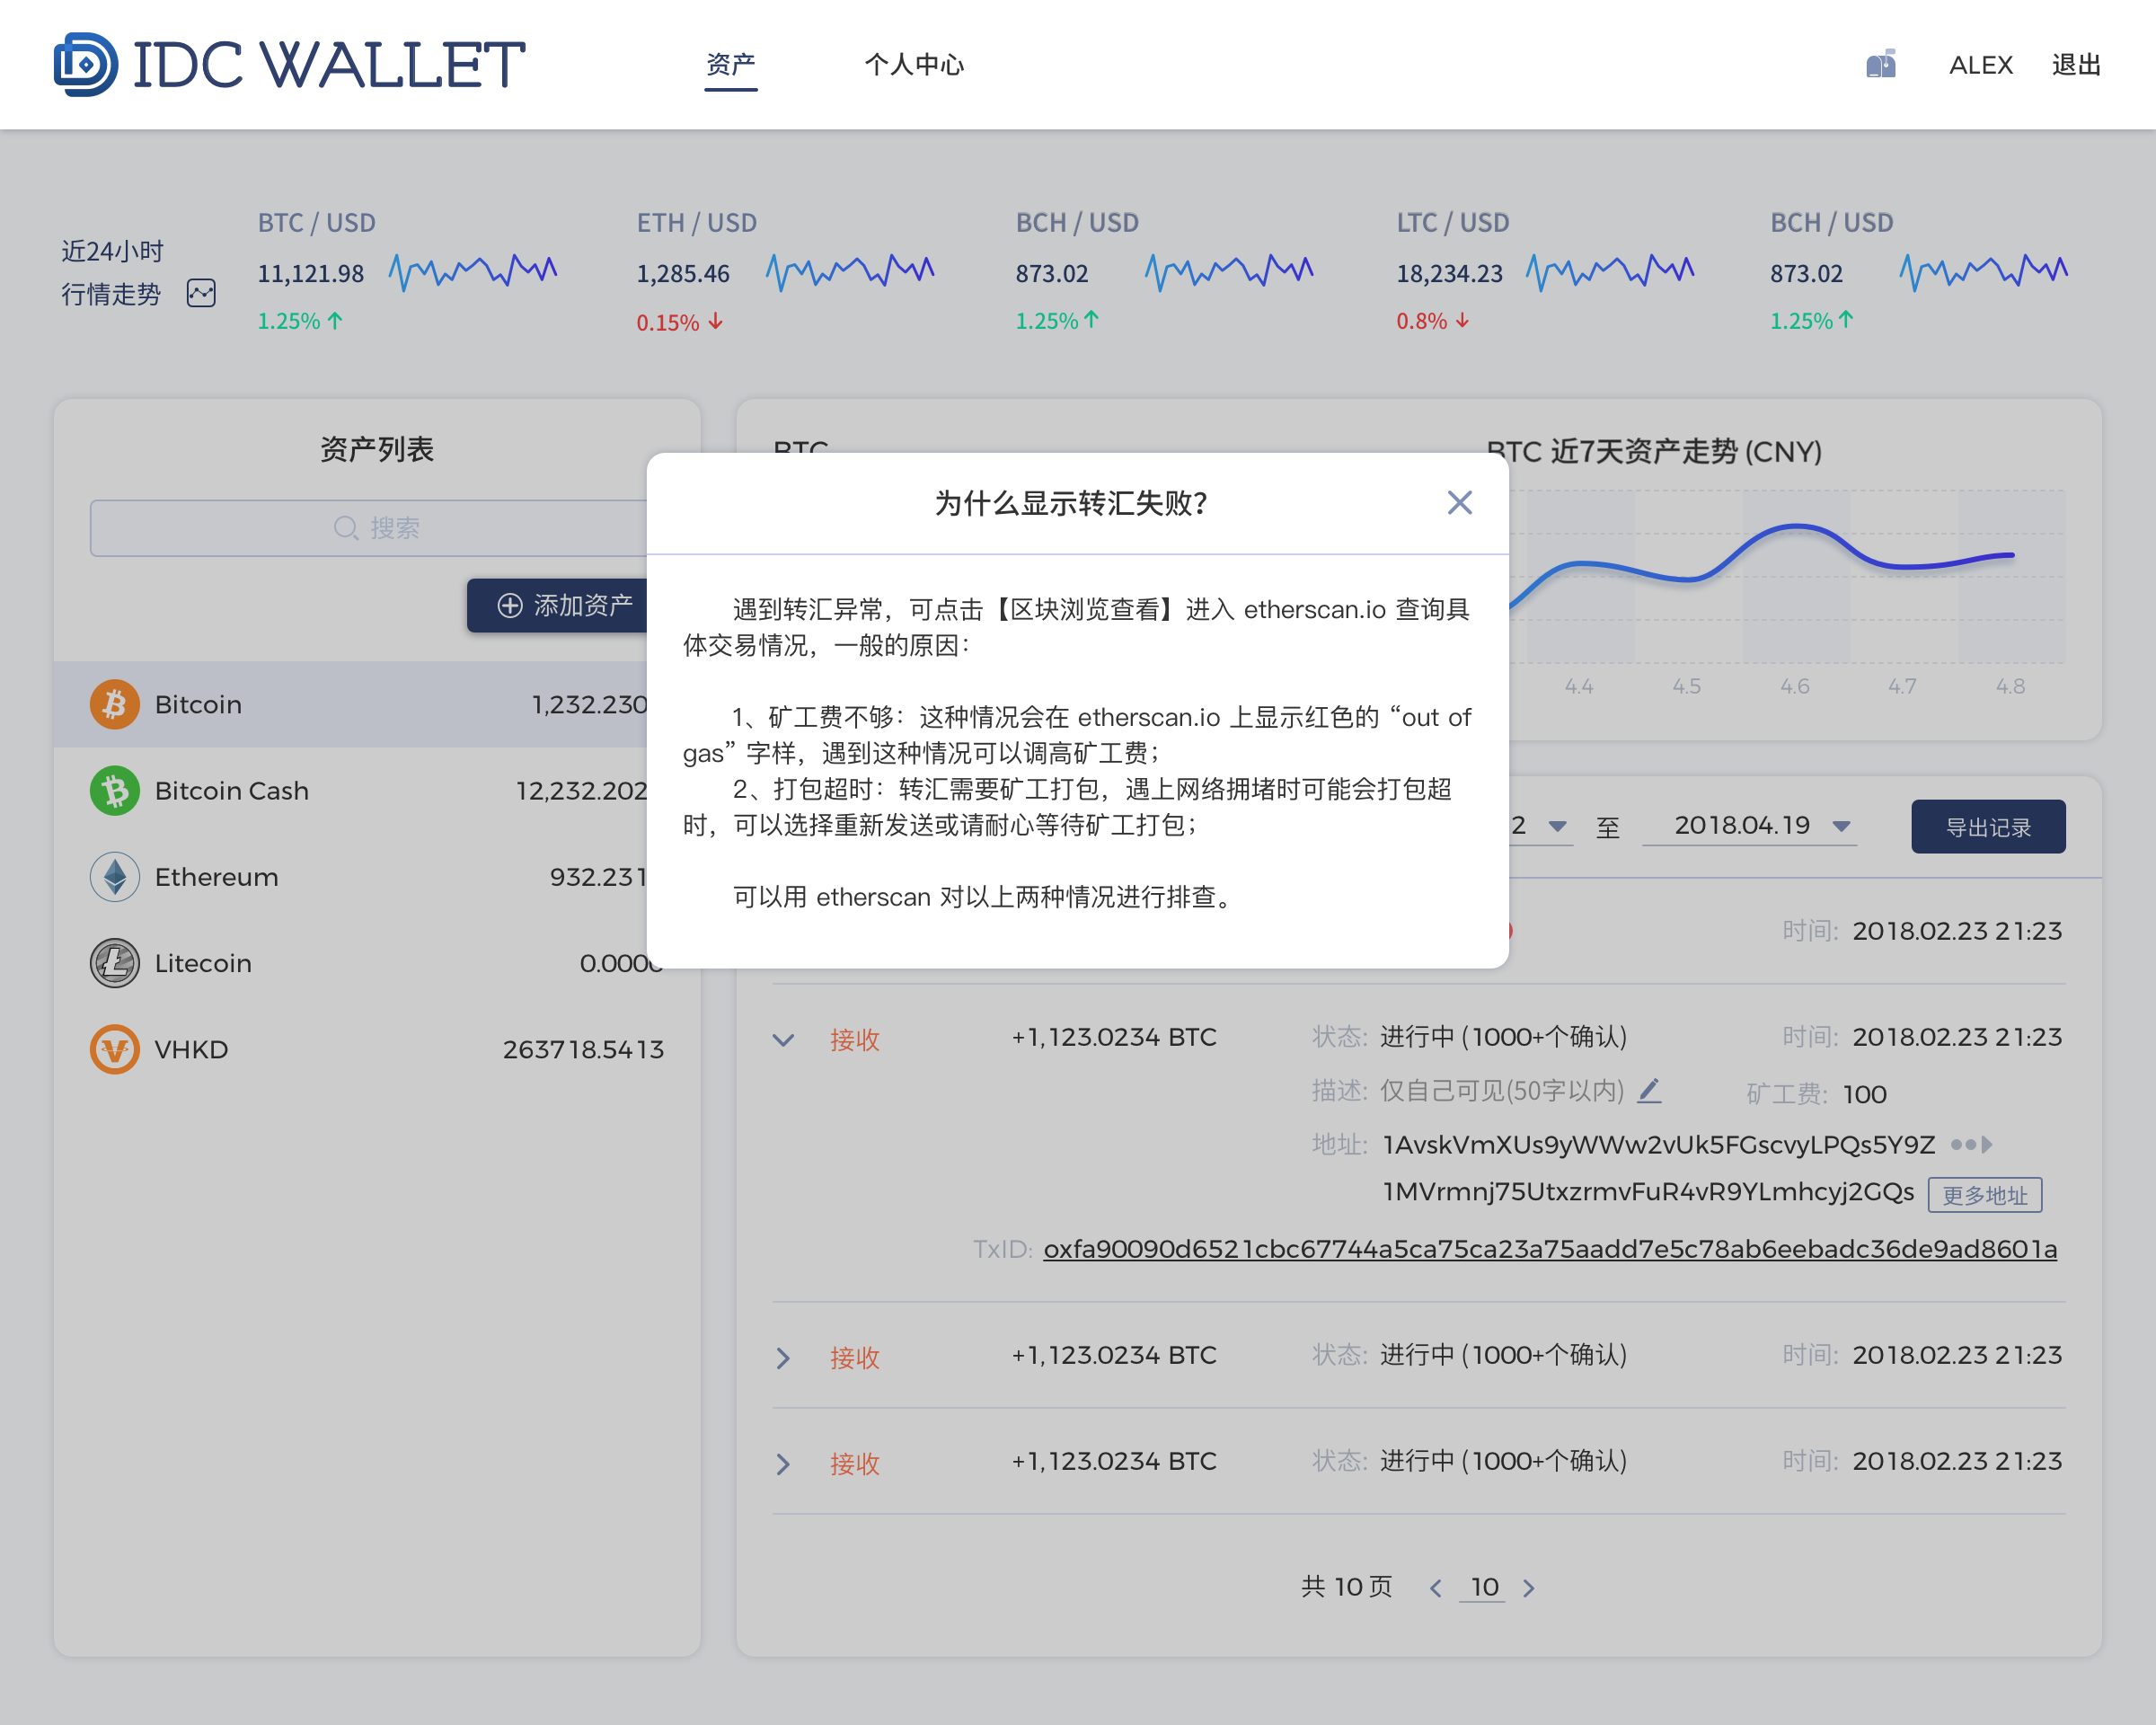 IDC WALLET
资产
个人中心
ALEX
退出
近24小时
行情走势
BTC / USD
11,121.98
1.25%
ETH / USD
1,285.46
0.15%
BCH / USD
873.02
1.25%
LTC / USD
18,234.23
0.8%
BCH / USD
873.02
1.25%
资产列表
搜索
添加资产
Bitcoin
1,232.230
Bitcoin Cash
12,232.202
Ethereum
932.231
Litecoin
0.0000
VHKD
263718.5413
BTC
BTC 近7天资产走势 (CNY)
4.4
4.5
4.6
4.7
4.8
为什么显示转汇失败？
遇到转汇异常，可点击【区块浏览查看】进入 etherscan.io 查询具
体交易情况，一般的原因：
1、矿工费不够：这种情况会在 etherscan.io 上显示红色的 “out of
gas” 字样，遇到这种情况可以调高矿工费；
2、打包超时：转汇需要矿工打包，遇上网络拥堵时可能会打包超
时，可以选择重新发送或请耐心等待矿工打包；
可以用 etherscan 对以上两种情况进行排查。
2
至
2018.04.19
导出记录
时间: 2018.02.23 21:23
接收
+1,123.0234 BTC
状态: 进行中 (1000+个确认)
时间: 2018.02.23 21:23
描述: 仅自己可见(50字以内)
矿工费: 100
地址: 1AvskVmXUs9yWWw2vUk5FGscvyLPQs5Y9Z
1MVrmnj75UtxzrmvFuR4vR9YLmhcyj2GQs
更多地址
TxID: oxfa90090d6521cbc67744a5ca75ca23a75aadd7e5c78ab6eebadc36de9ad8601a
接收
+1,123.0234 BTC
状态: 进行中 (1000+个确认)
时间: 2018.02.23 21:23
接收
+1,123.0234 BTC
状态: 进行中 (1000+个确认)
时间: 2018.02.23 21:23
共 10 页
10